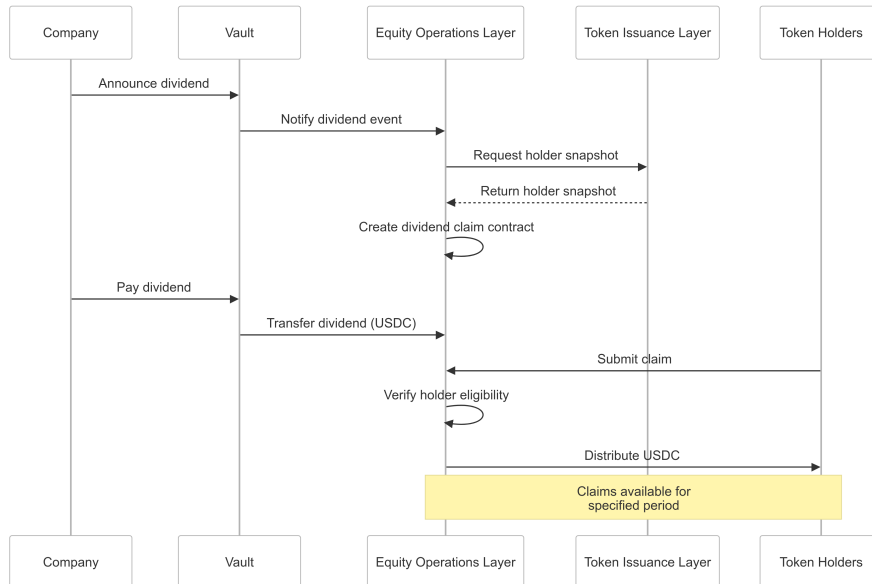 Company
Vault
Equity Operations Layer
Token Issuance Layer
Token Holders
Announce dividend
Notify dividend event
Request holder snapshot
Return holder snapshot
Create dividend claim contract
Pay dividend
Transfer dividend (USDC)
Submit claim
Verify holder eligibility
Distribute USDC
Claims available for
specified period
Company
Vault
Equity Operations Layer
Token Issuance Layer
Token Holders